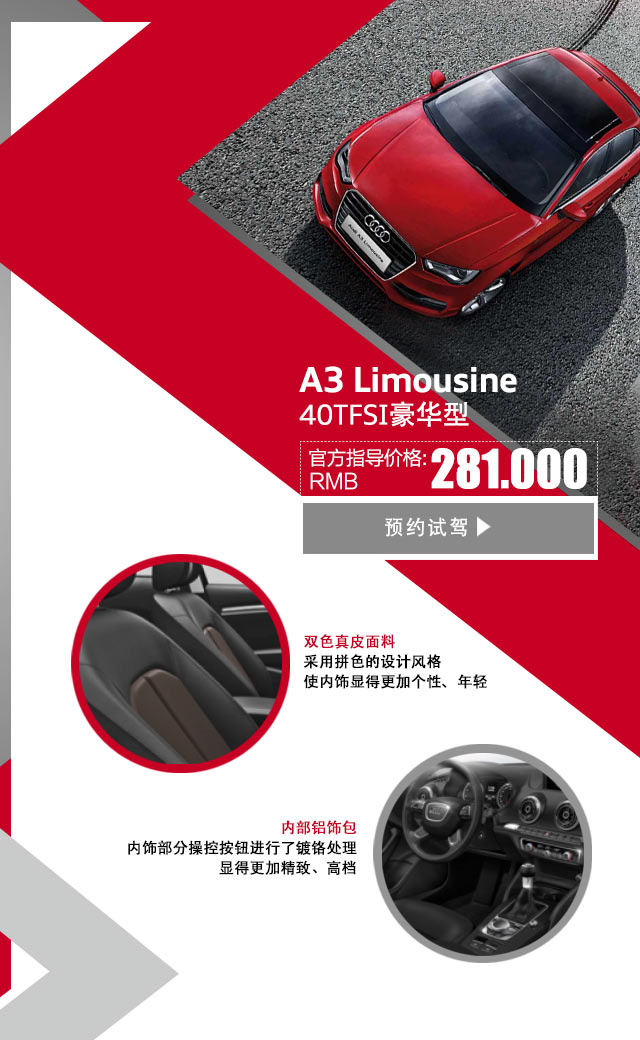 Audi A3 Limousine
A3 Limousine
40TFSI豪华型
官方指导价格:
RMB
281.000
预约试驾
双色真皮面料
采用拼色的设计风格
使内饰显得更加个性、年轻
内部铝饰包
内饰部分操控按钮进行了镀铬处理
显得更加精致、高档